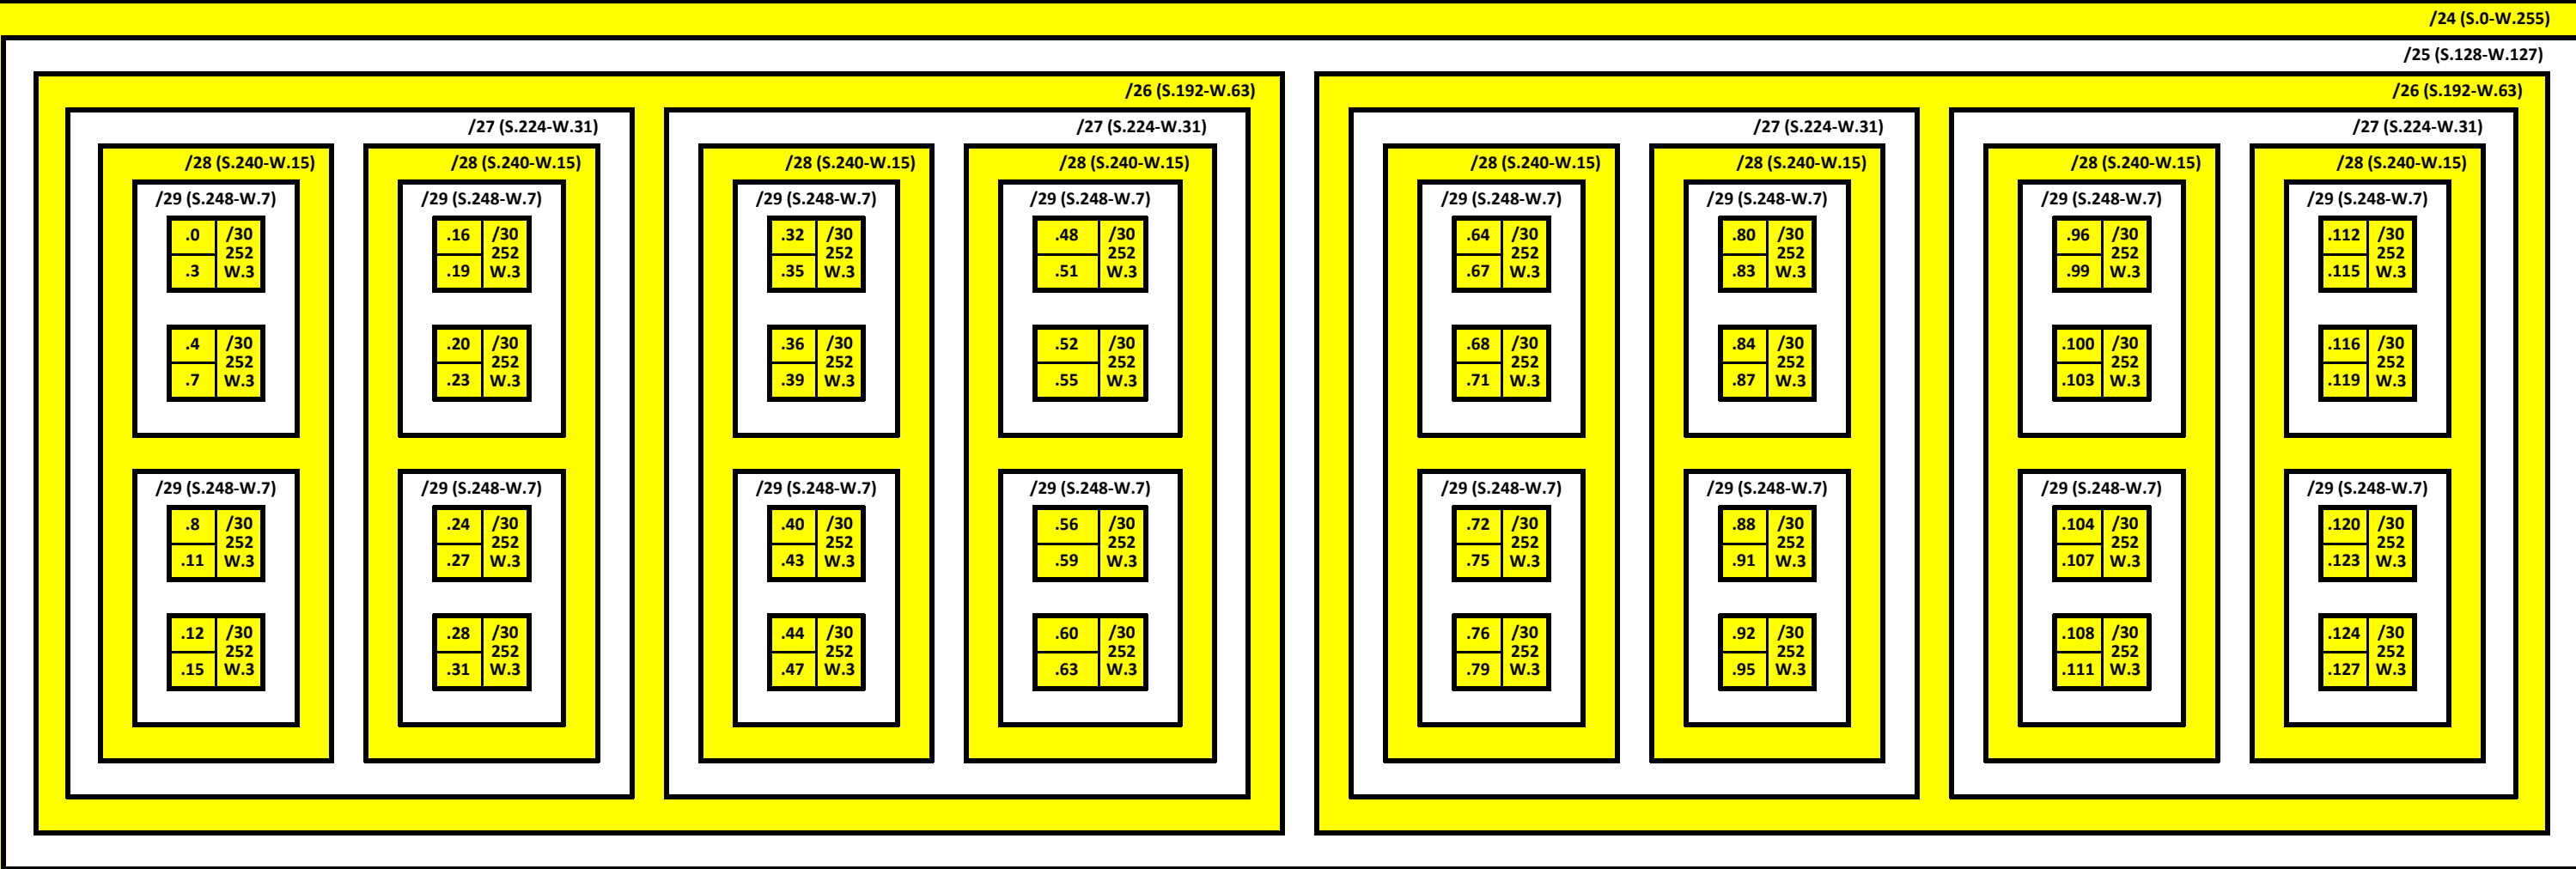 /24 (S.0-W.255)
/25 (S.128-W.127)
/26 (S.192-W.63)
/26 (S.192-W.63)
/27 (S.224-W.31)
/27 (S.224-W.31)
/27 (S.224-W.31)
/27 (S.224-W.31)
/28 (S.240-W.15)
/28 (S.240-W.15)
/28 (S.240-W.15)
/28 (S.240-W.15)
/28 (S.240-W.15)
/28 (S.240-W.15)
/28 (S.240-W.15)
/28 (S.240-W.15)
/29 (S.248-W.7)
/29 (S.248-W.7)
/29 (S.248-W.7)
/29 (S.248-W.7)
/29 (S.248-W.7)
/29 (S.248-W.7)
/29 (S.248-W.7)
/29 (S.248-W.7)
.0 /30
252
.3 W.3
.16 /30
252
.19 W.3
.32 /30
252
.35 W.3
.48 /30
252
.51 W.3
.64 /30
252
.67 W.3
.80 /30
252
.83 W.3
.96 /30
252
.99 W.3
.112 /30
252
.115 W.3
.4 /30
252
.7 W.3
.20 /30
252
.23 W.3
.36 /30
252
.39 W.3
.52 /30
252
.55 W.3
.68 /30
252
.71 W.3
.84 /30
252
.87 W.3
.100 /30
252
.103 W.3
.116 /30
252
.119 W.3
/29 (S.248-W.7)
/29 (S.248-W.7)
/29 (S.248-W.7)
/29 (S.248-W.7)
/29 (S.248-W.7)
/29 (S.248-W.7)
/29 (S.248-W.7)
/29 (S.248-W.7)
.8 /30
252
.11 W.3
.24 /30
252
.27 W.3
.40 /30
252
.43 W.3
.56 /30
252
.59 W.3
.72 /30
252
.75 W.3
.88 /30
252
.91 W.3
.104 /30
252
.107 W.3
.120 /30
252
.123 W.3
.12 /30
252
.15 W.3
.28 /30
252
.31 W.3
.44 /30
252
.47 W.3
.60 /30
252
.63 W.3
.76 /30
252
.79 W.3
.92 /30
252
.95 W.3
.108 /30
252
.111 W.3
.124 /30
252
.127 W.3